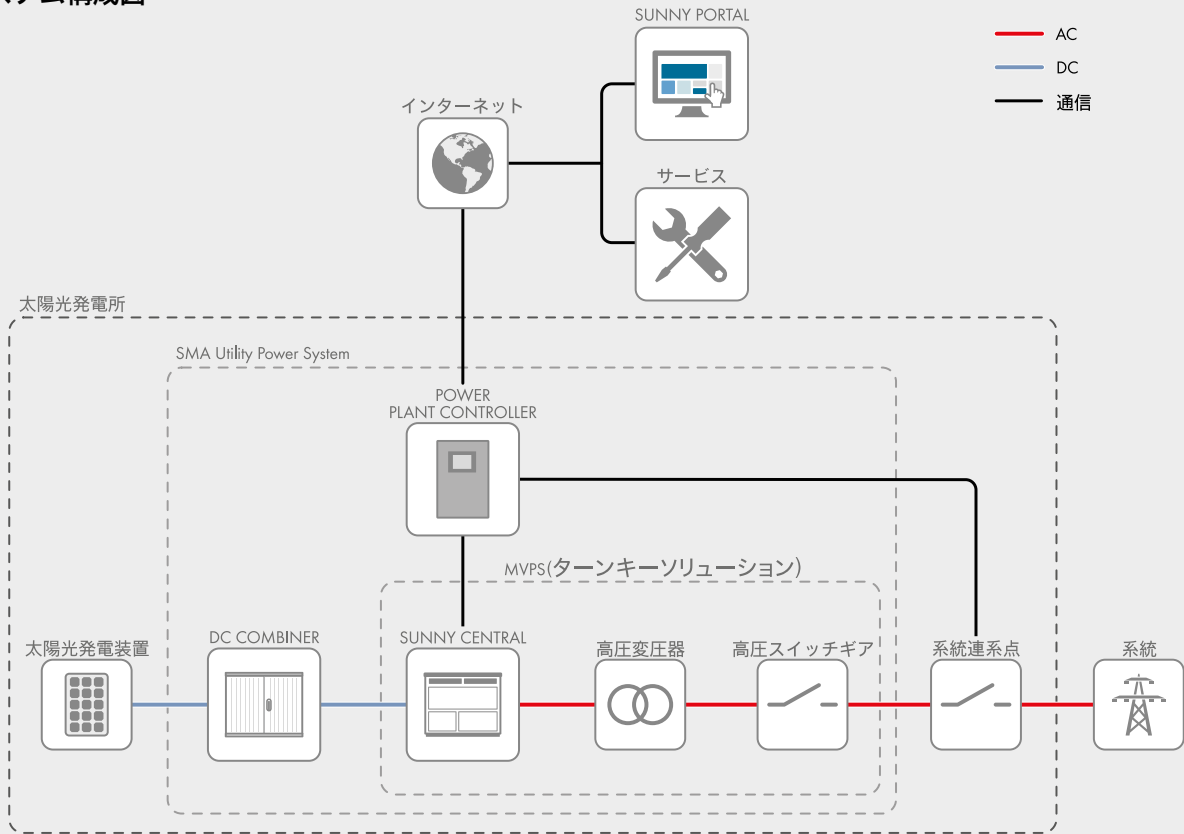 システム構成図
SUNNY PORTAL
AC
DC
通信
インターネット
サービス
太陽光発電所
SMA Utility Power System
POWER
PLANT CONTROLLER
MVPS(ターンキーソリューション)
太陽光発電装置
DC COMBINER
SUNNY CENTRAL
高圧変圧器
高圧スイッチギア
系統連系点
系統